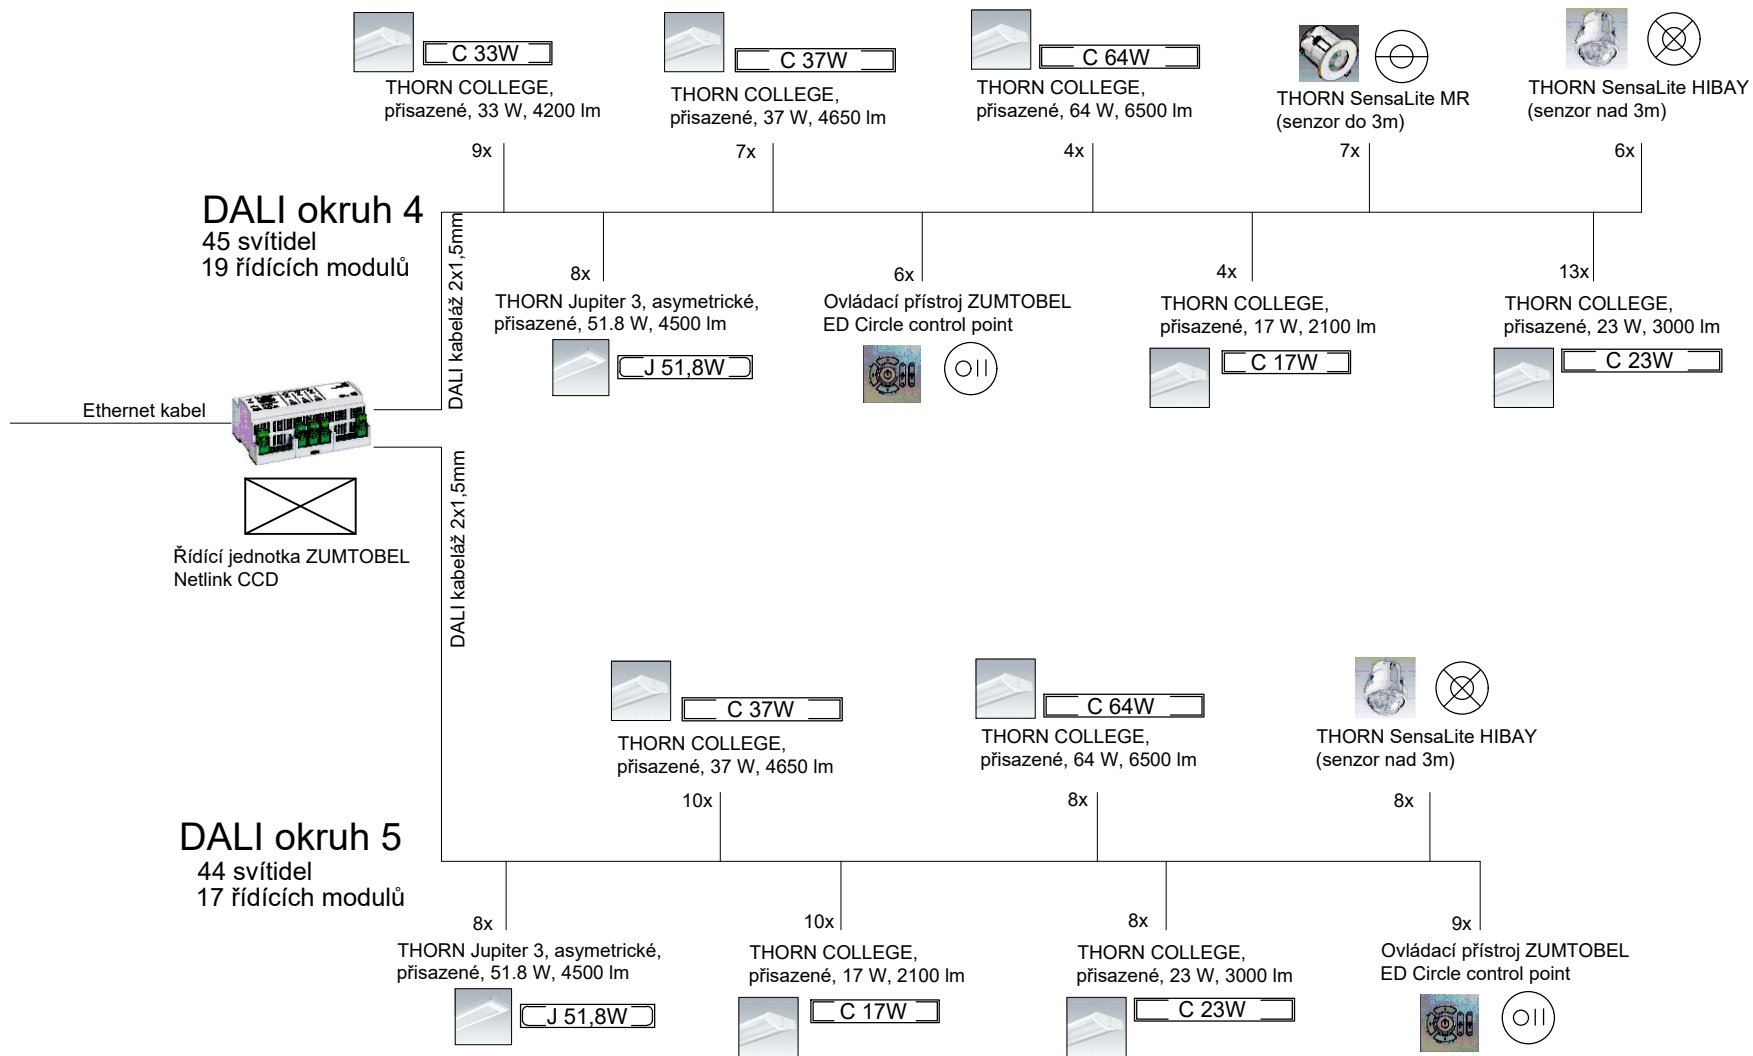 C 33W
THORN COLLEGE,
přisazené, 33 W, 4200 lm
9x
C 37W
THORN COLLEGE,
přisazené, 37 W, 4650 lm
7x
C 64W
THORN COLLEGE,
přisazené, 64 W, 6500 lm
4x
THORN SensaLite MR
(senzor do 3m)
7x
THORN SensaLite HIBAY
(senzor nad 3m)
6x
DALI okruh 4
45 svítidel
19 řídících modulů
DALI kabeláž 2x1,5mm
8x
THORN Jupiter 3, asymetrické,
přisazené, 51.8 W, 4500 lm
J 51,8W
6x
Ovládací přístroj ZUMTOBEL
ED Circle control point
4x
THORN COLLEGE,
přisazené, 17 W, 2100 lm
C 17W
13x
THORN COLLEGE,
přisazené, 23 W, 3000 lm
C 23W
Ethernet kabel
Řídící jednotka ZUMTOBEL
Netlink CCD
DALI kabeláž 2x1,5mm
C 37W
THORN COLLEGE,
přisazené, 37 W, 4650 lm
10x
C 64W
THORN COLLEGE,
přisazené, 64 W, 6500 lm
8x
THORN SensaLite HIBAY
(senzor nad 3m)
8x
DALI okruh 5
44 svítidel
17 řídících modulů
8x
THORN Jupiter 3, asymetrické,
přisazené, 51.8 W, 4500 lm
J 51,8W
10x
THORN COLLEGE,
přisazené, 17 W, 2100 lm
C 17W
8x
THORN COLLEGE,
přisazené, 23 W, 3000 lm
C 23W
9x
Ovládací přístroj ZUMTOBEL
ED Circle control point